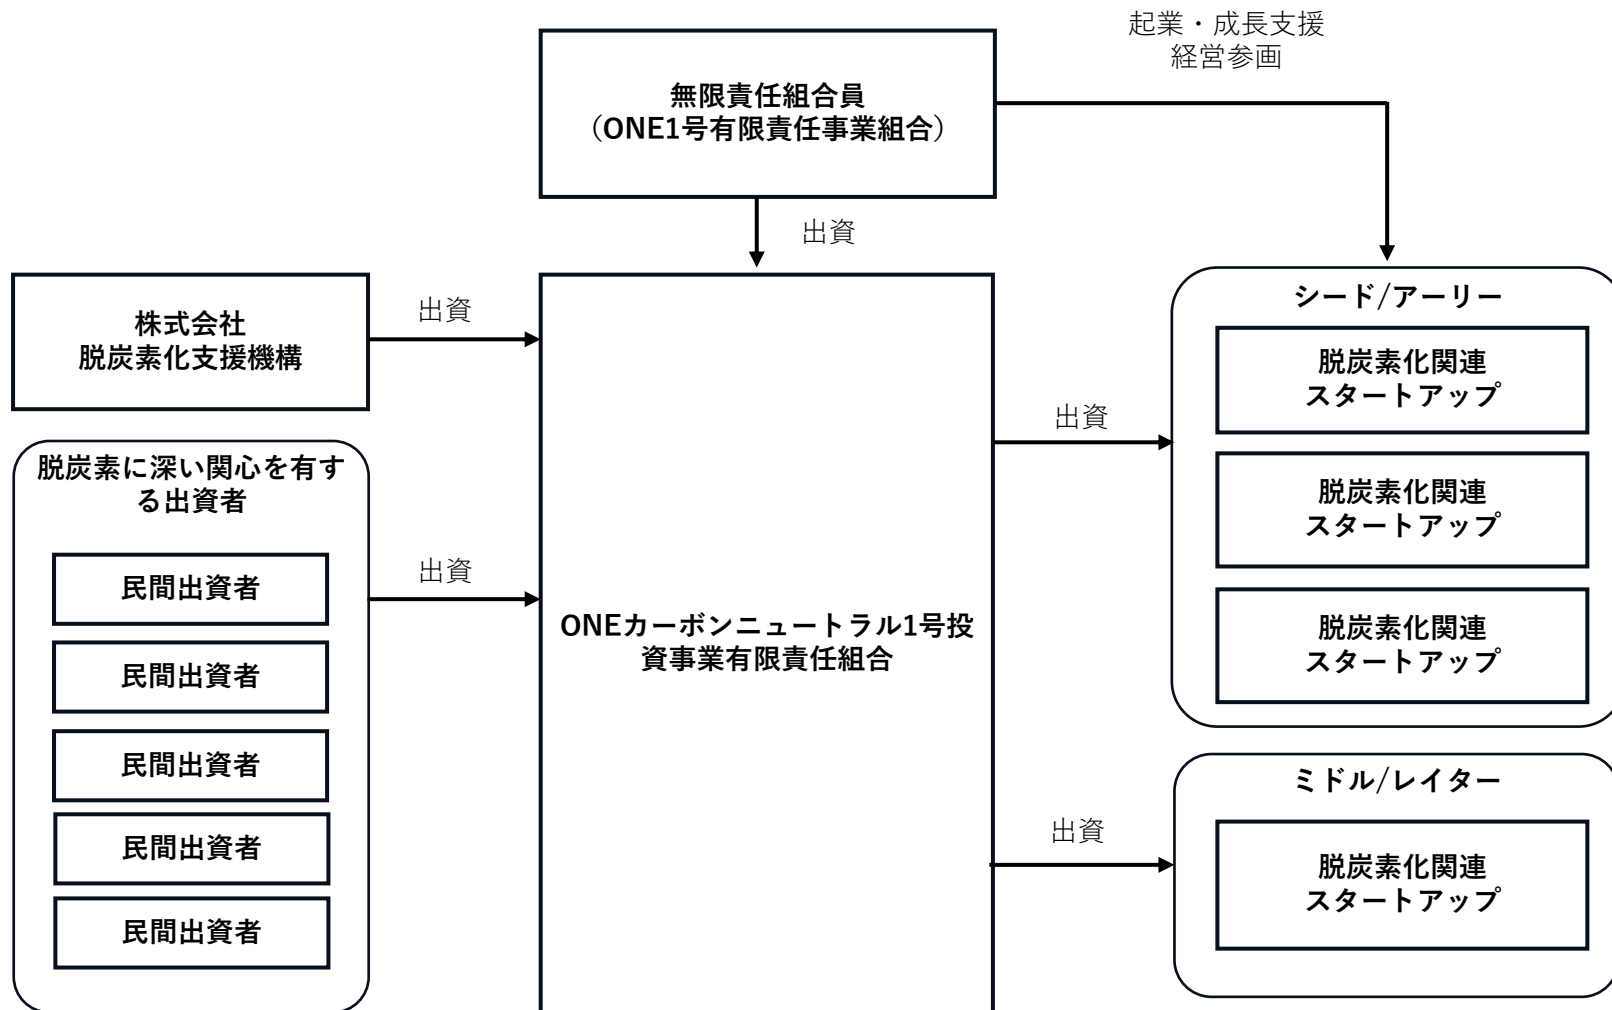 起業・成長支援
経営参画
無限責任組合員
（ONE1号有限責任事業組合）
出資
株式会社
脱炭素化支援機構
出資
脱炭素に深い関心を有す
る出資者
民間出資者
民間出資者
民間出資者
民間出資者
民間出資者
出資
ONEカーボンニュートラル1号投
資事業有限責任組合
出資
シード/アーリー
脱炭素化関連
スタートアップ
脱炭素化関連
スタートアップ
脱炭素化関連
スタートアップ
出資
ミドル/レイター
脱炭素化関連
スタートアップ